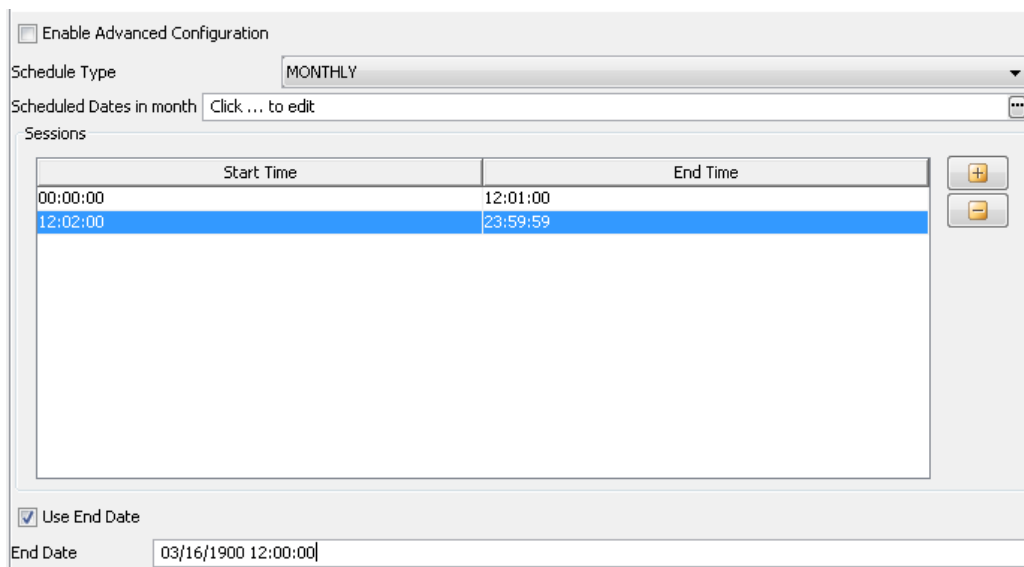 Enable Advanced Configuration
Schedule Type MONTHLY
Scheduled Dates in month Click ... to edit ...
Sessions
Start Time End Time
00:00:00 12:01:00
12:02:00 23:59:59
Use End Date
End Date 03/16/1900 12:00:00